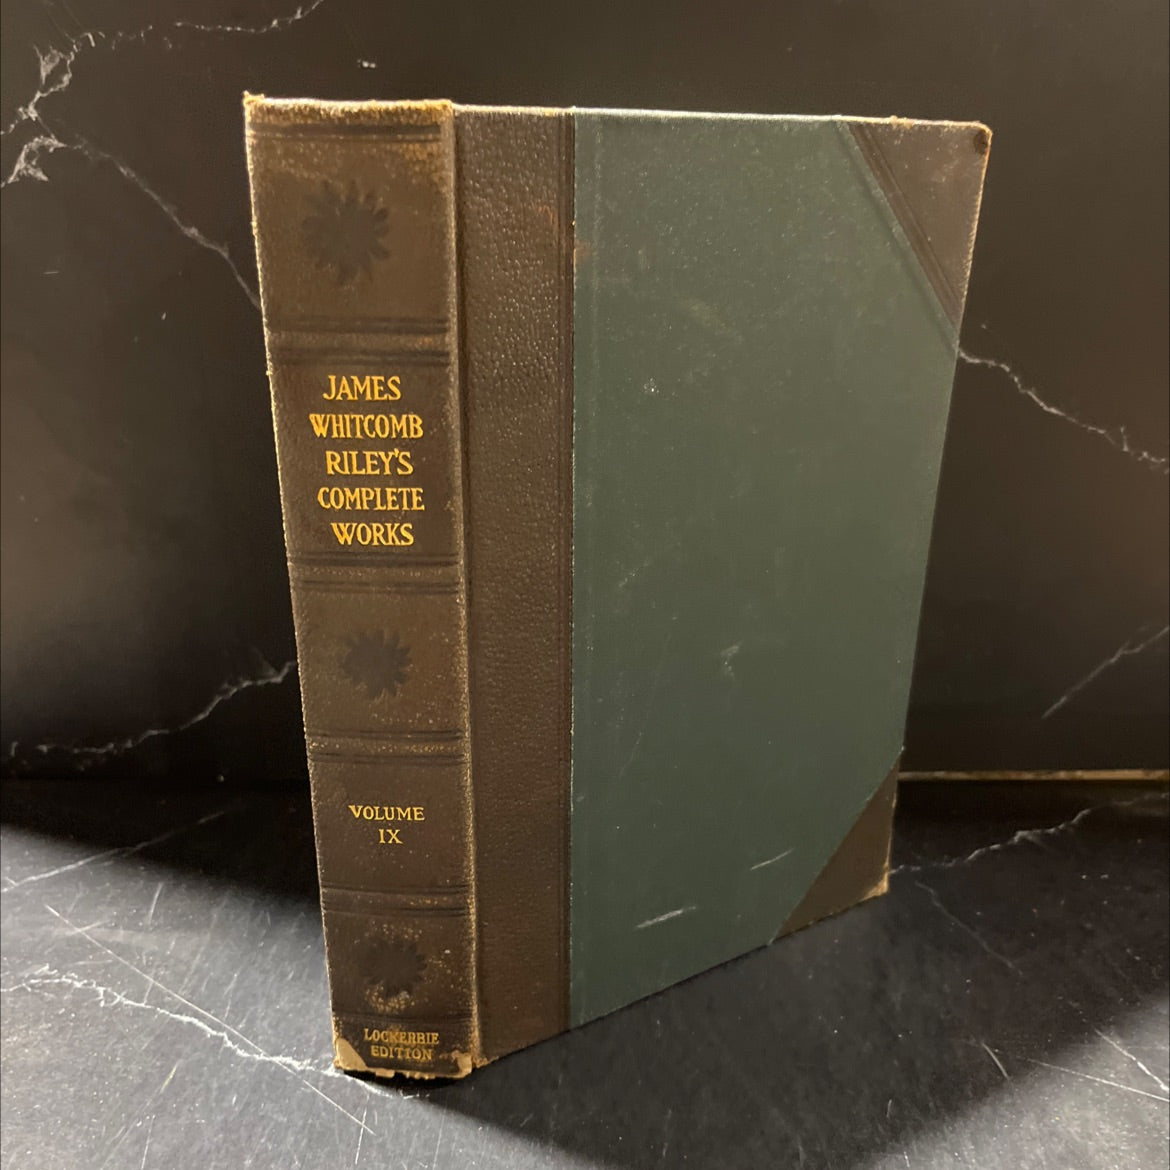 JAMES
WHITCOMB
RILEY'S
COMPLETE
WORKS
VOLUME
IX
LOCKERBIE
EDITION